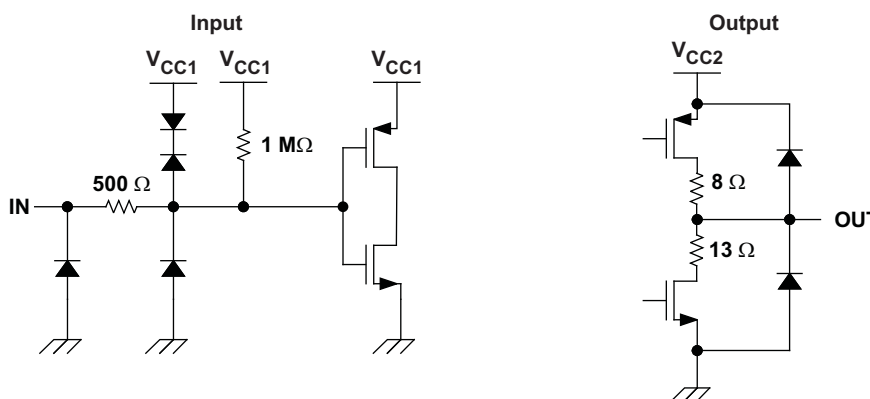 Input
Output
VCC1
VCC1
VCC1
VCC2
1 MΩ
500 Ω
IN
8 Ω
OUT
13 Ω